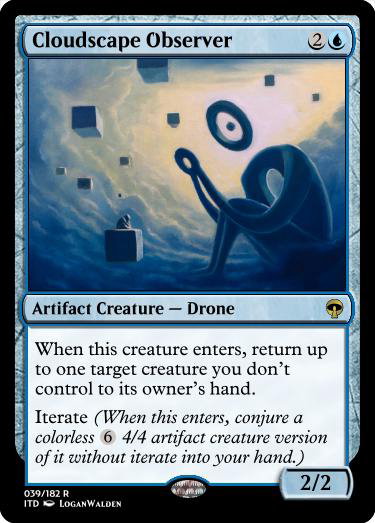 Cloudscape Observer 2
Artifact Creature — Drone
When this creature enters, return up
to one target creature you don't
control to its owner's hand.
Iterate (When this enters, conjure a
colorless 6 4/4 artifact creature version
of it without iterate into your hand.)
2/2
039/182 R
ITD LoganWalden